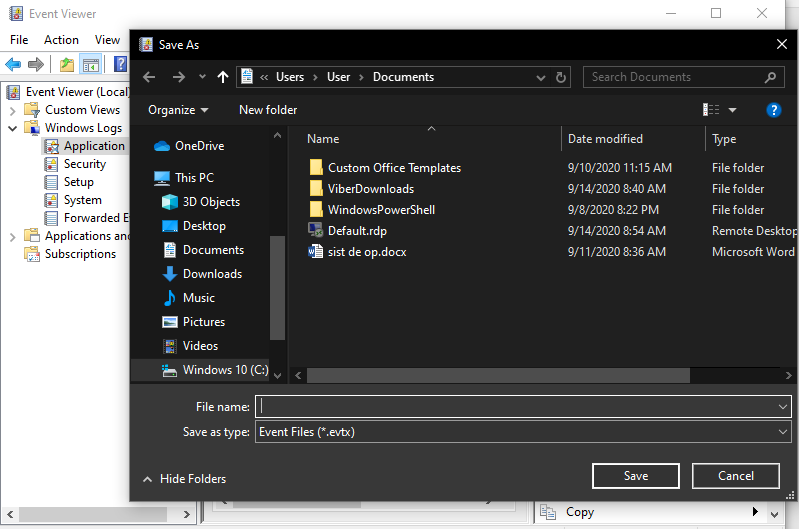 Event Viewer
File Action View
Save As
« Users > User > Documents
Search Documents
Organize New folder
Event Viewer (Local)
Custom Views
Windows Logs
Application
Security
Setup
System
Forwarded E
Applications and
Subscriptions
OneDrive
This PC
3D Objects
Desktop
Documents
Downloads
Music
Pictures
Videos
Windows 10 (C:)
Name Date modified Type
Custom Office Templates 9/10/2020 11:15 AM File folder
ViberDownloads 9/14/2020 8:40 AM File folder
WindowsPowerShell 9/8/2020 8:22 PM File folder
Default.rdp 9/14/2020 8:54 AM Remote Desktop
sist de op.docx 9/11/2020 8:36 AM Microsoft Word
File name:
Save as type: Event Files (*.evtx)
Hide Folders
Save Cancel
Copy